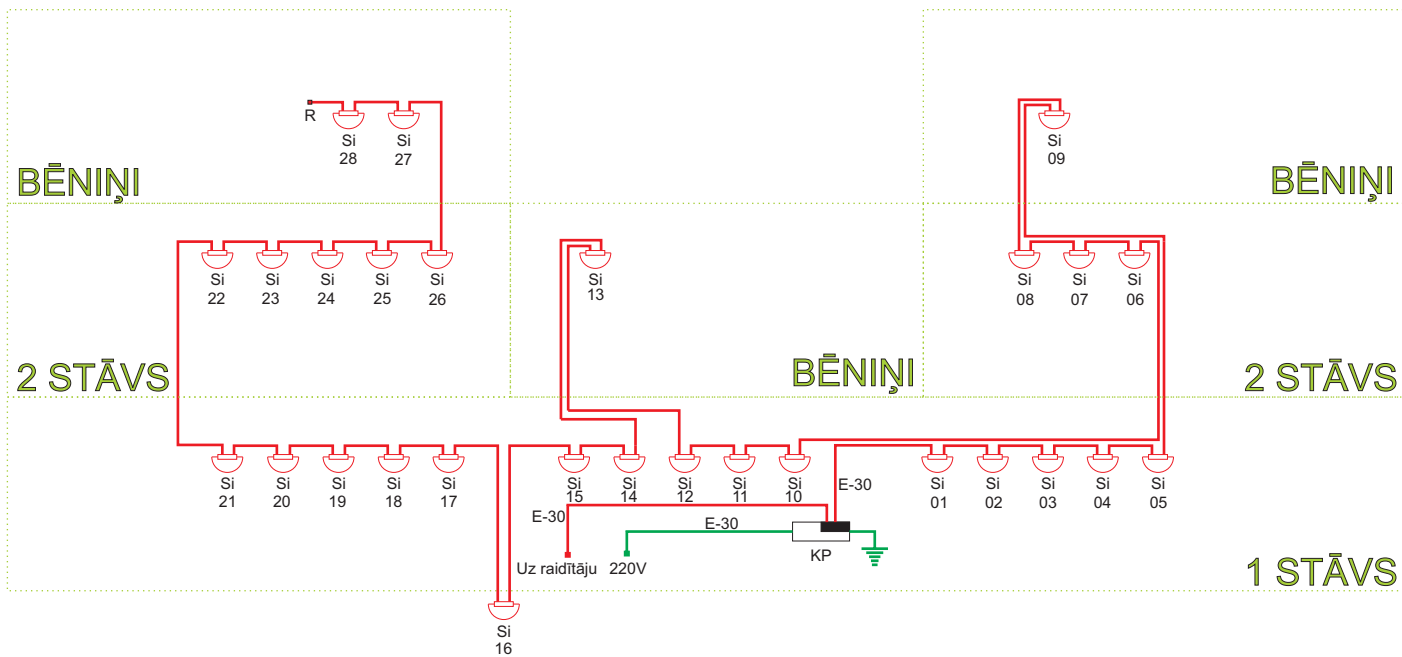 R
Si
28
Si
27
Si
09
BĒNIŅI
BĒNIŅI
Si
22
Si
23
Si
24
Si
25
Si
26
Si
13
Si
08
Si
07
Si
06
2 STĀVS
BĒNIŅI
2 STĀVS
Si
21
Si
20
Si
19
Si
18
Si
17
Si
15
Si
14
Si
12
Si
11
Si
10
E-30
Si
01
Si
02
Si
03
Si
04
Si
05
E-30
E-30
KP
Uz raidītāju
220V
1 STĀVS
Si
16